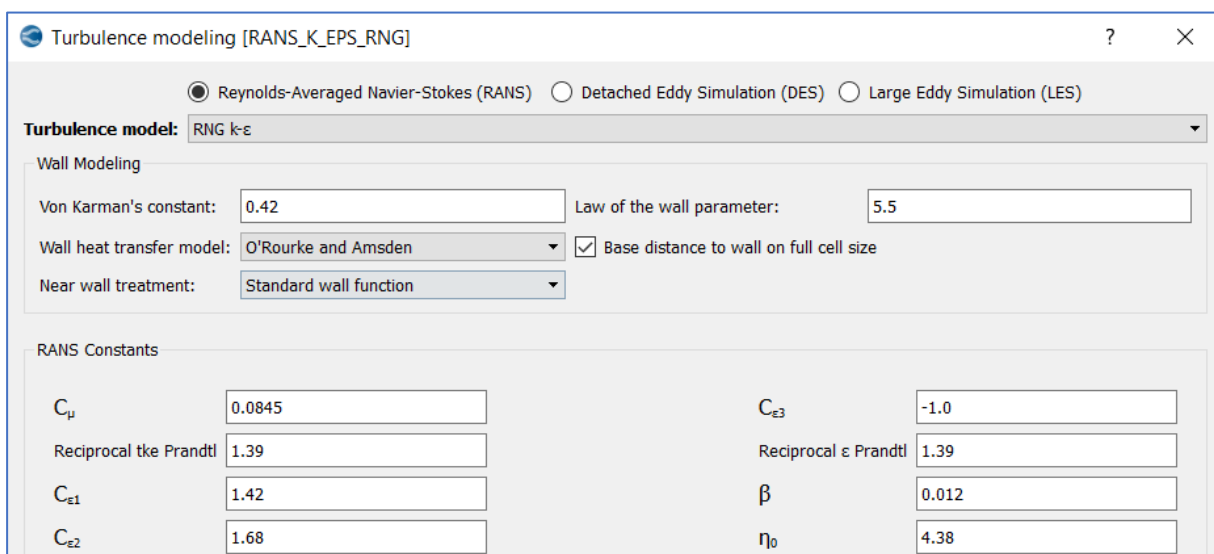 Turbulence modeling [RANS_K_EPS_RNG] ? ×
Reynolds-Averaged Navier-Stokes (RANS) Detached Eddy Simulation (DES) Large Eddy Simulation (LES)
Turbulence model: RNG k-ε
Wall Modeling
Von Karman's constant: 0.42 Law of the wall parameter: 5.5
Wall heat transfer model: O'Rourke and Amsden Base distance to wall on full cell size
Near wall treatment: Standard wall function
RANS Constants
Cμ 0.0845 Cε3 -1.0
Reciprocal tke Prandtl 1.39 Reciprocal ε Prandtl 1.39
Cε1 1.42 β 0.012
Cε2 1.68 η0 4.38